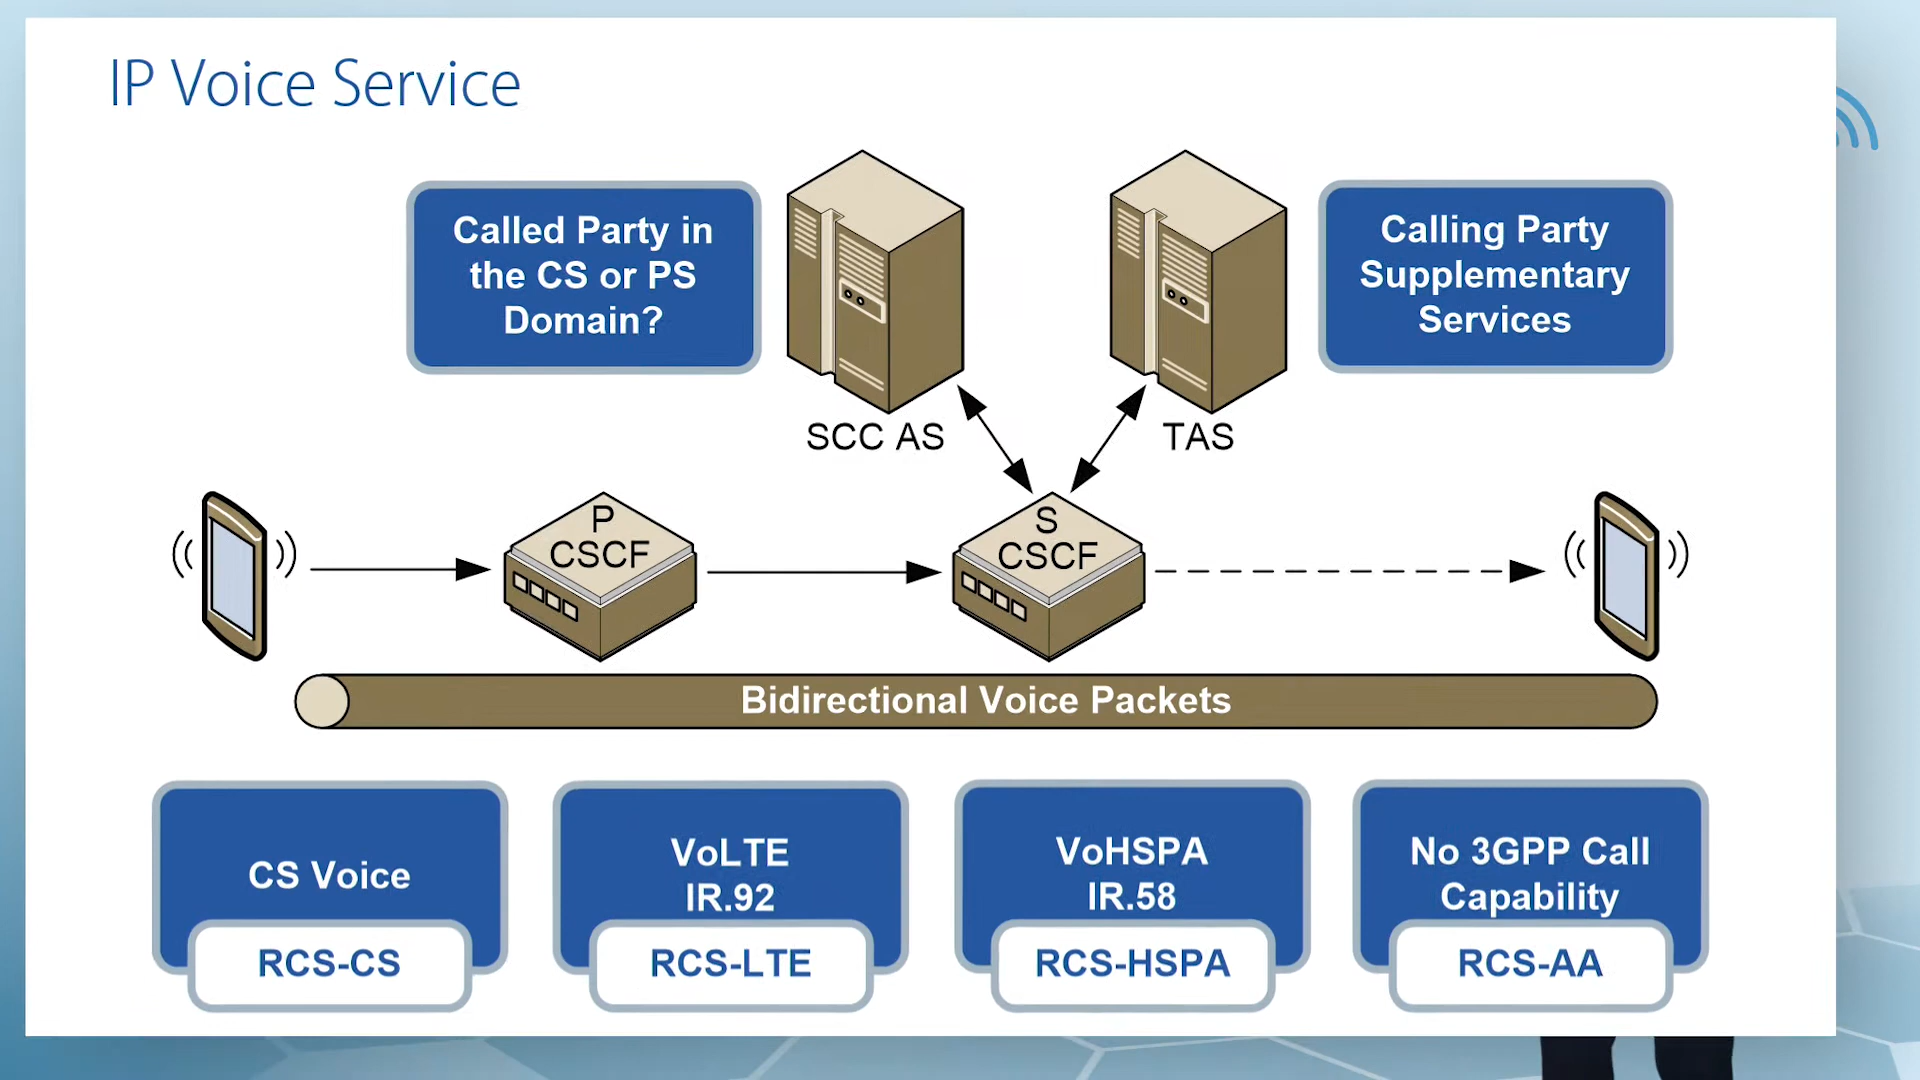 IP Voice Service
Called Party in
the CS or PS
Domain?
Calling Party
Supplementary
Services
SCC AS
TAS
P
CSCF
S
CSCF
Bidirectional Voice Packets
CS Voice
RCS-CS
VoLTE
IR.92
RCS-LTE
VoHSPA
IR.58
RCS-HSPA
No 3GPP Call
Capability
RCS-AA